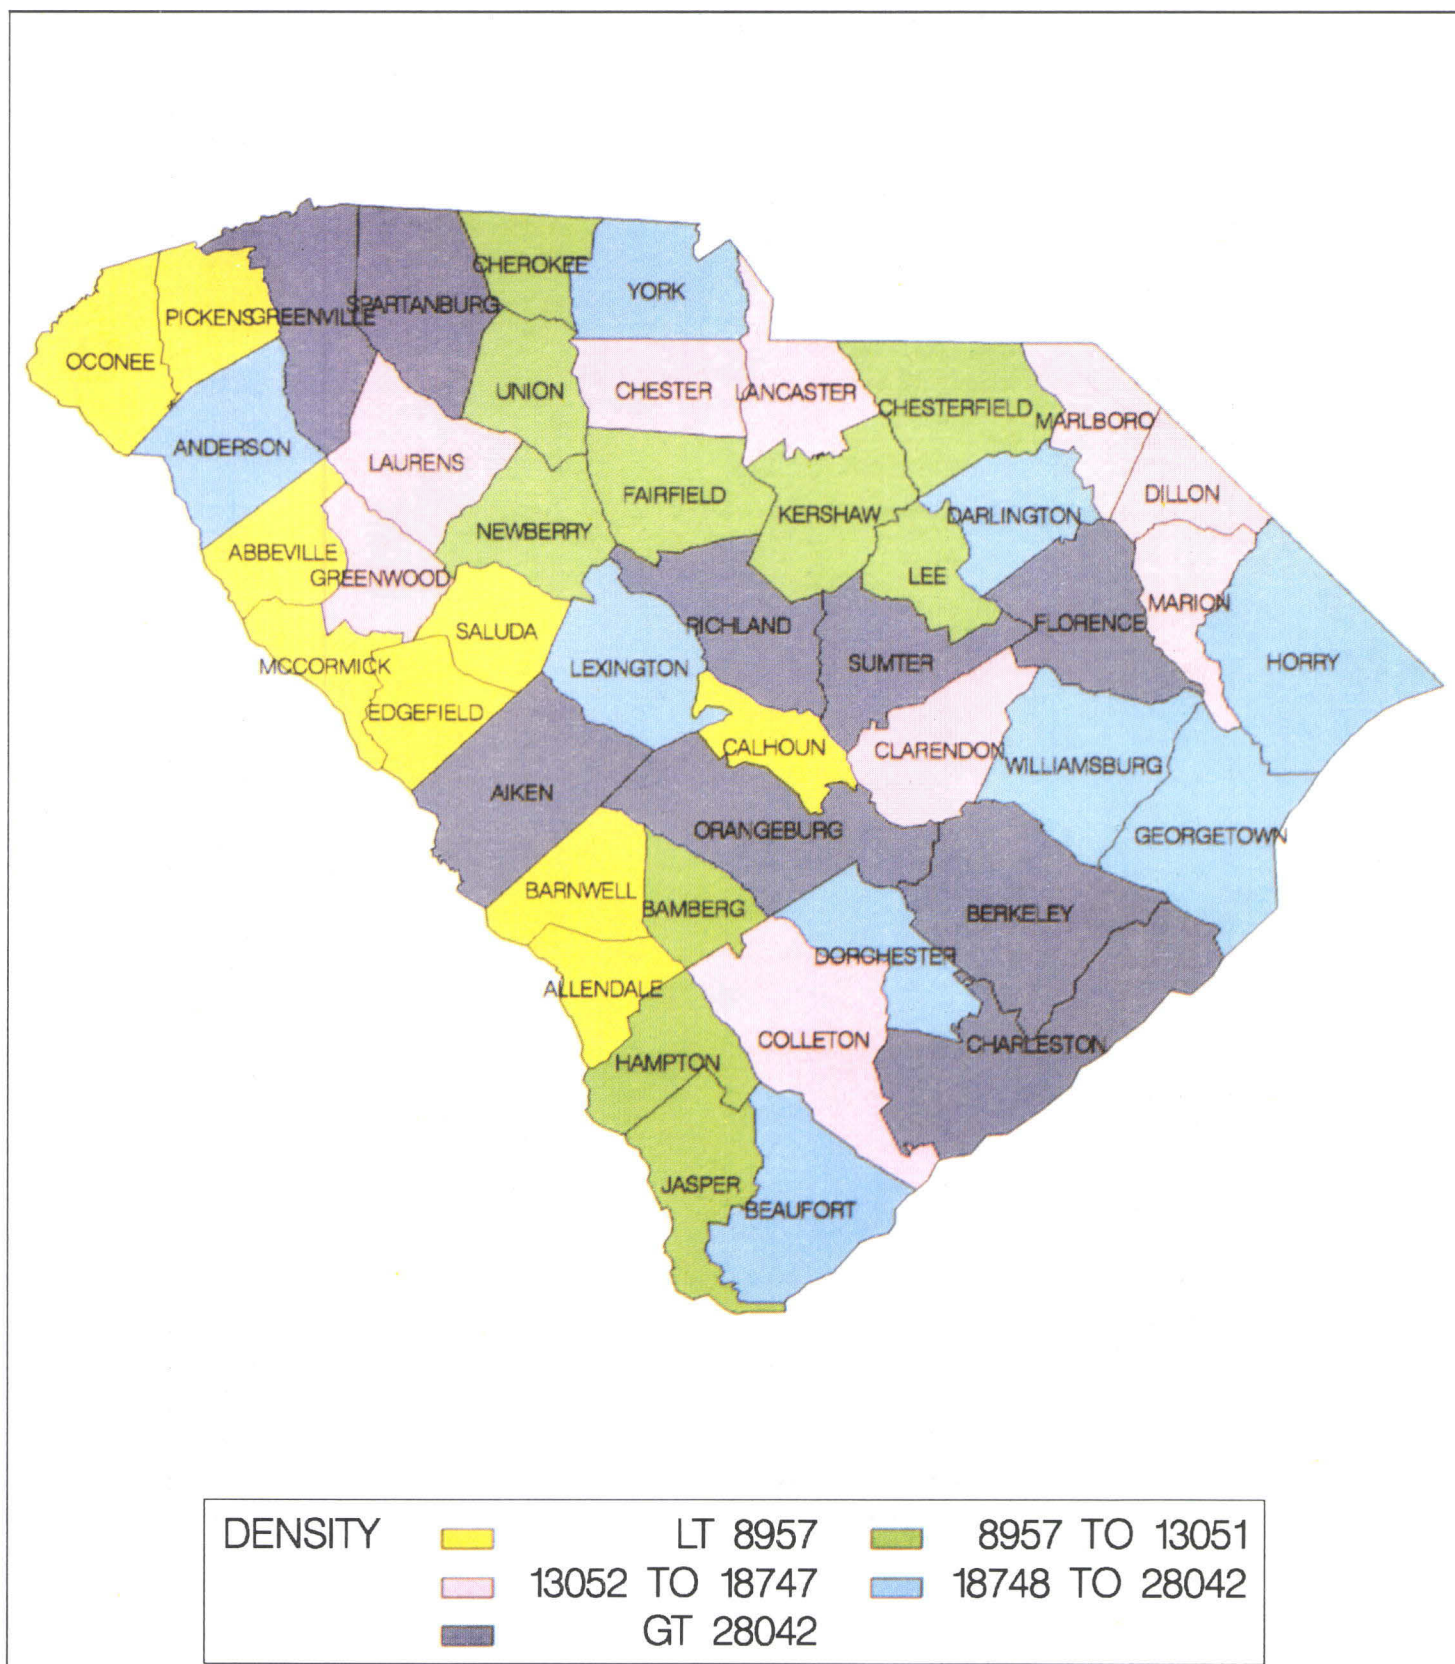 CHEROKEE
YORK
SPARTANBURG
PICKENS
GREENVILLE
OCONEE
UNION
CHESTER
LANCASTER
CHESTERFIELD
MARLBORO
ANDERSON
LAURENS
FAIRFIELD
DILLON
KERSHAW
DARLINGTON
NEWBERRY
ABBEVILLE
GREENWOOD
LEE
MARION
RICHLAND
FLORENCE
SALUDA
MCCORMICK
LEXINGTON
SUMTER
HORRY
EDGEFIELD
CALHOUN
CLARENDON
WILLIAMSBURG
AIKEN
ORANGEBURG
GEORGETOWN
BARNWELL
BAMBERG
BERKELEY
DORCHESTER
ALLENDALE
COLLETON
CHARLESTON
HAMPTON
JASPER
BEAUFORT
DENSITY LT 8957 8957 TO 13051
13052 TO 18747 18748 TO 28042
GT 28042